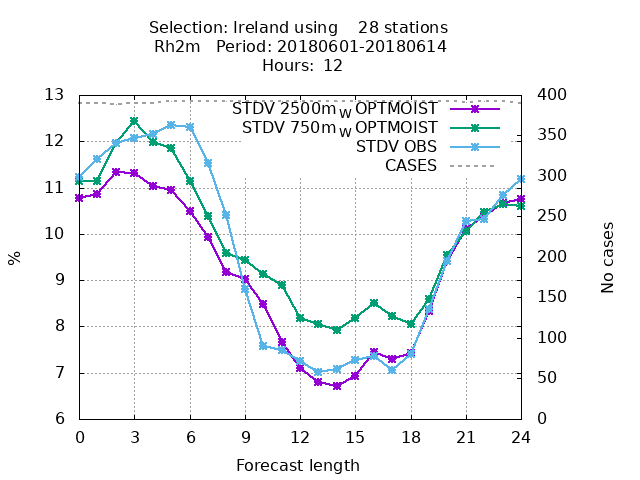 Selection: Ireland using    28 stations
Rh2m   Period: 20180601-20180614
Hours:  12
STDV 2500m_W OPTMOIST
STDV 750m_W OPTMOIST
STDV OBS
CASES
%
No cases
13
12
11
10
9
8
7
6
400
350
300
250
200
150
100
50
0
0 3 6 9 12 15 18 21 24
Forecast length